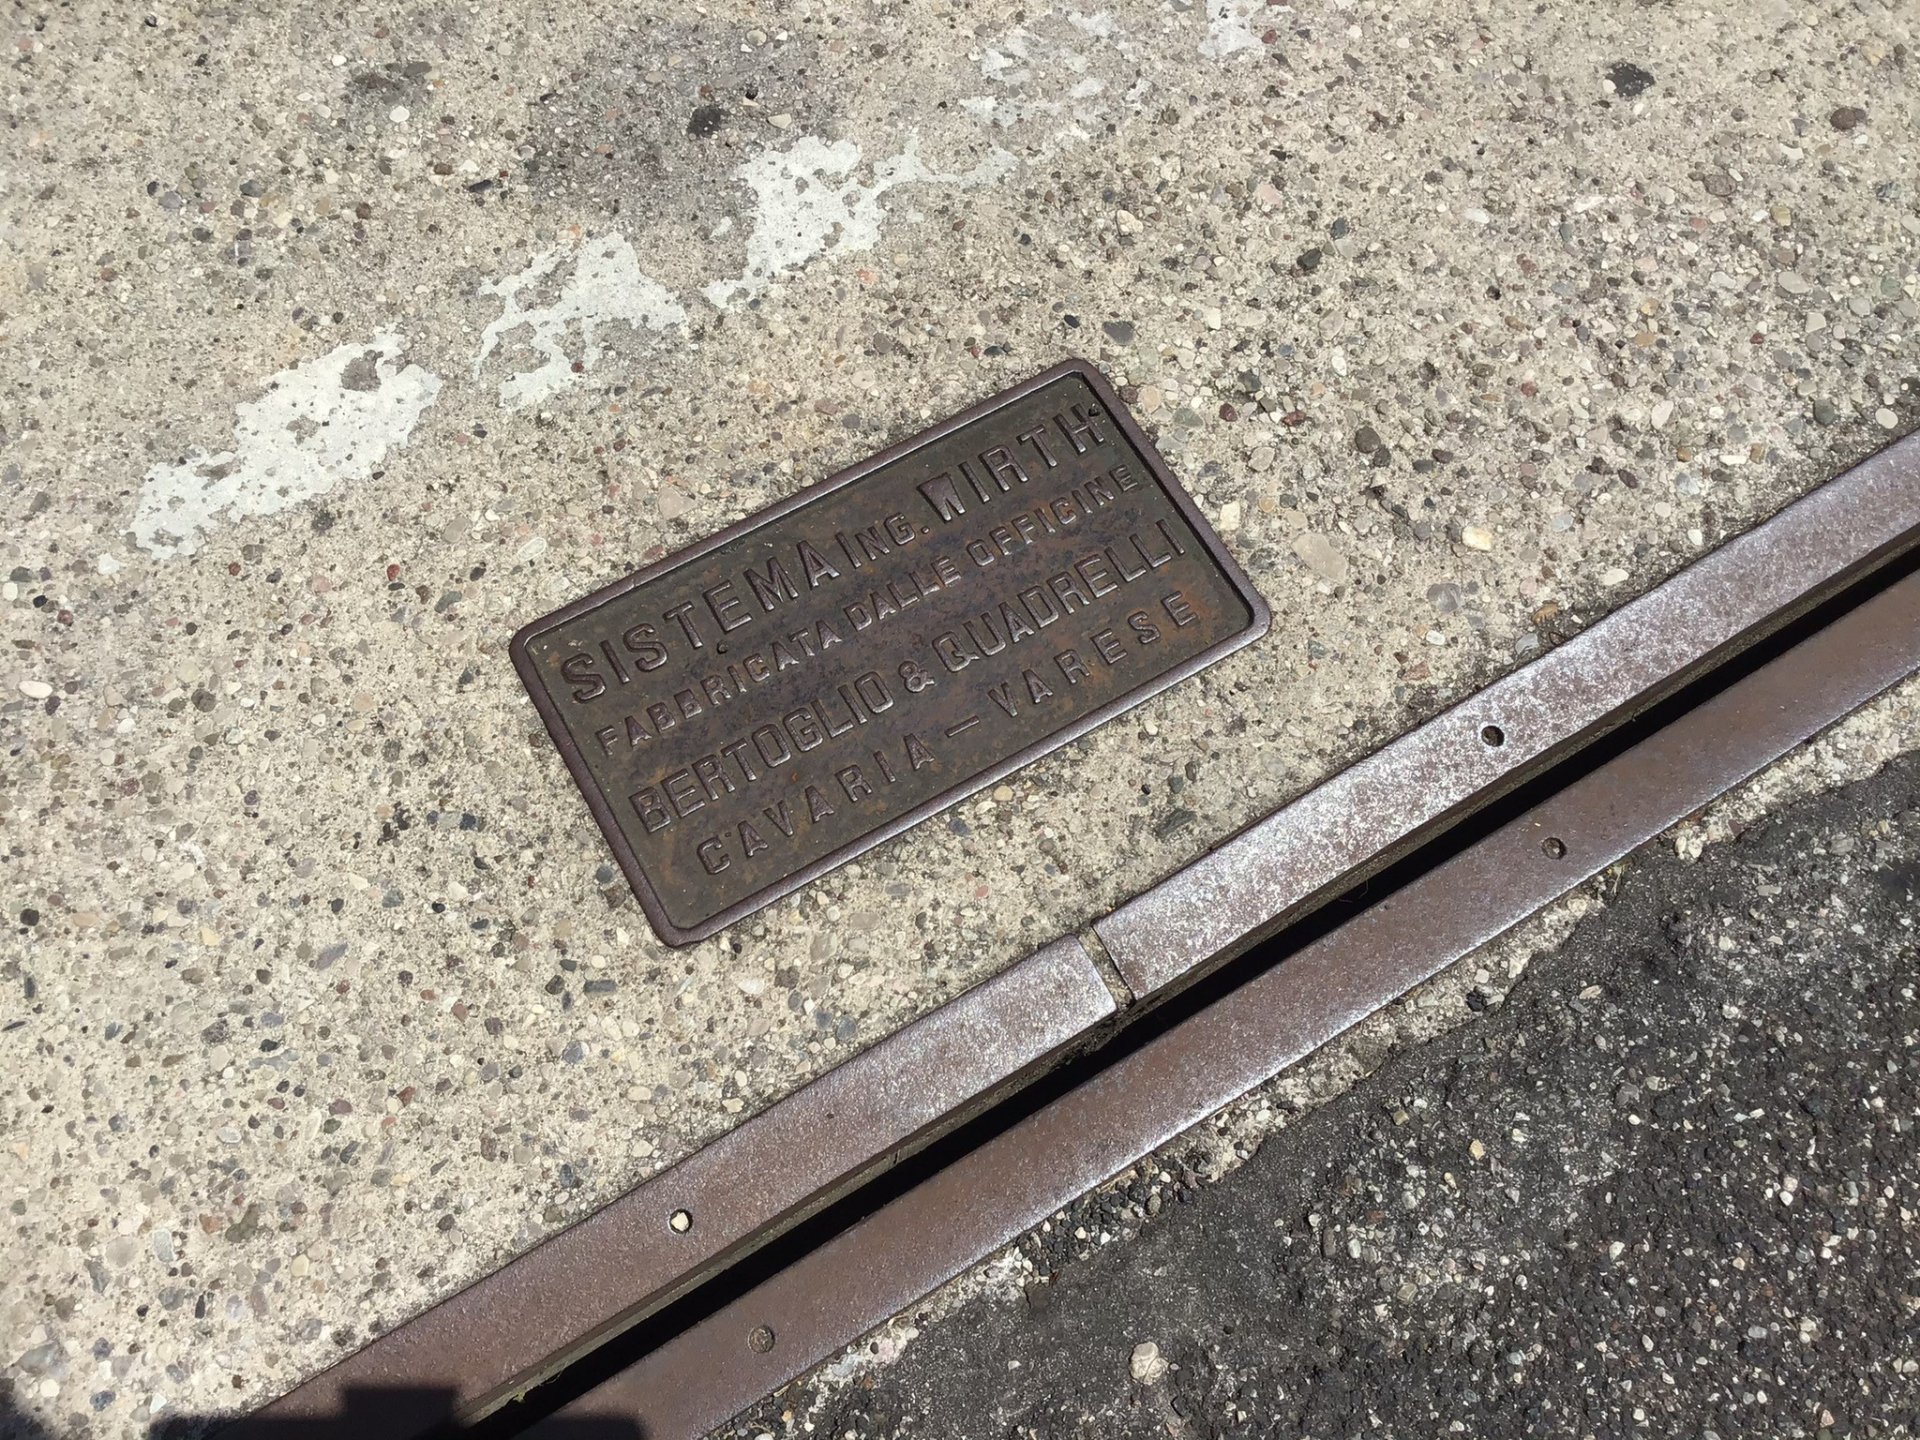 SISTEMA ING. WIRTH
FABBRICATA DALLE OFFICINE
BERTOGLIO & QUADRELLI
CAVARIA — VARESE